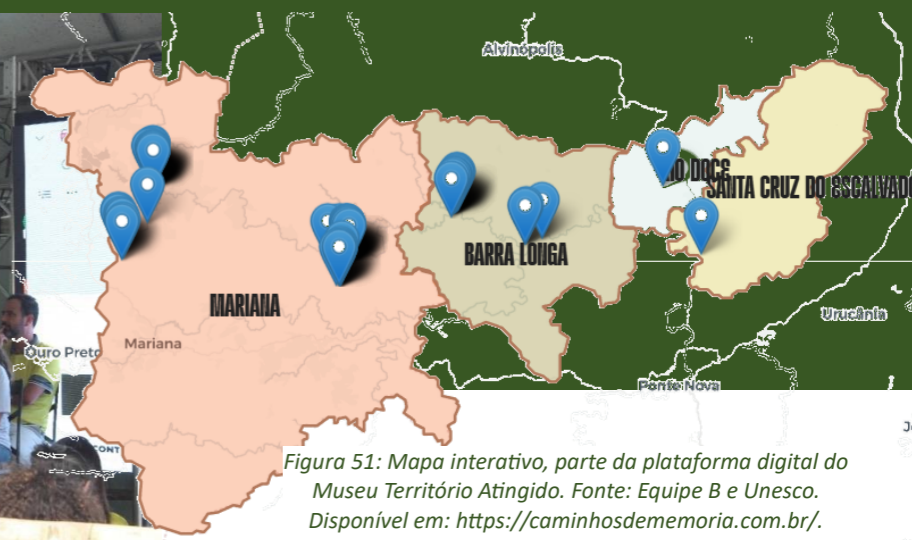 Alvinópolis
RIO DOCE
SANTA CRUZ DO ESCALVADO
BARRA LONGA
MARIANA
Urucânia
Ouro Preto
Mariana
Ponte Nova
CONT
Figura 51: Mapa interativo, parte da plataforma digital do
Museu Território Atingido. Fonte: Equipe B e Unesco.
Disponível em: https://caminhosdememoria.com.br/.